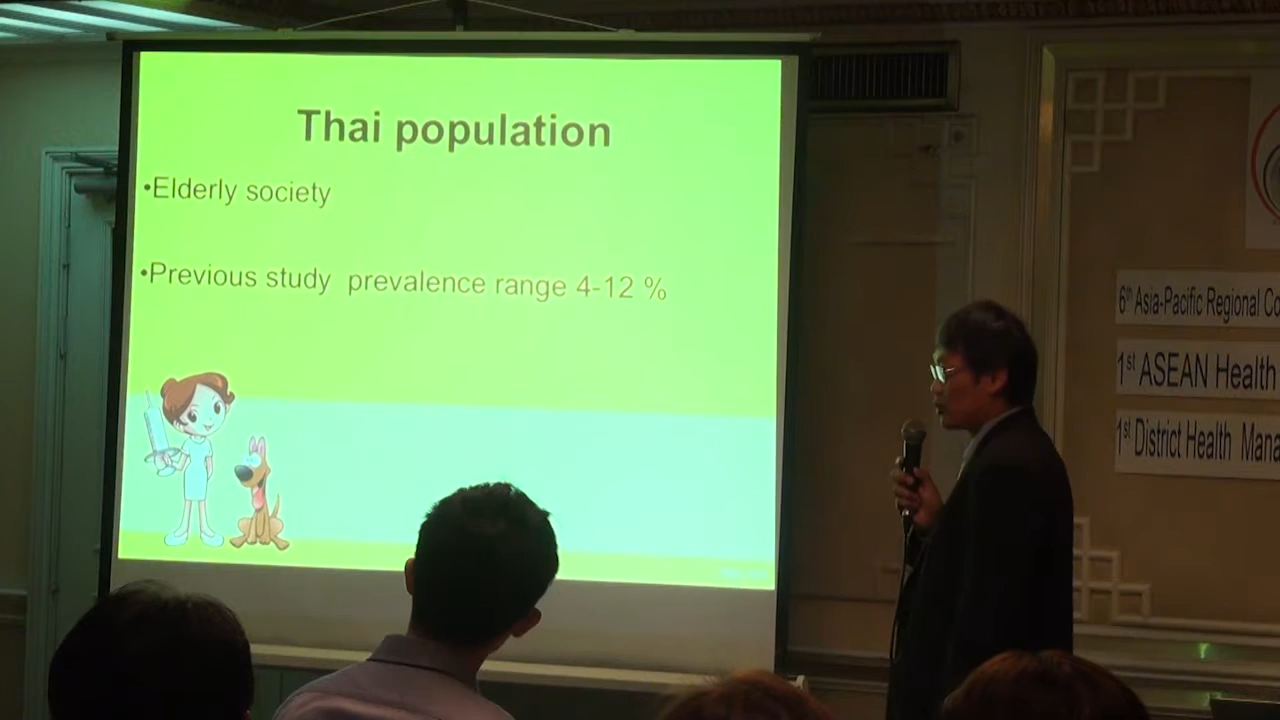 Thai population
•Elderly society
•Previous study prevalence range 4-12 %
6th Asia-Pacific Regional Co
1st ASEAN Health
1st District Health Mana